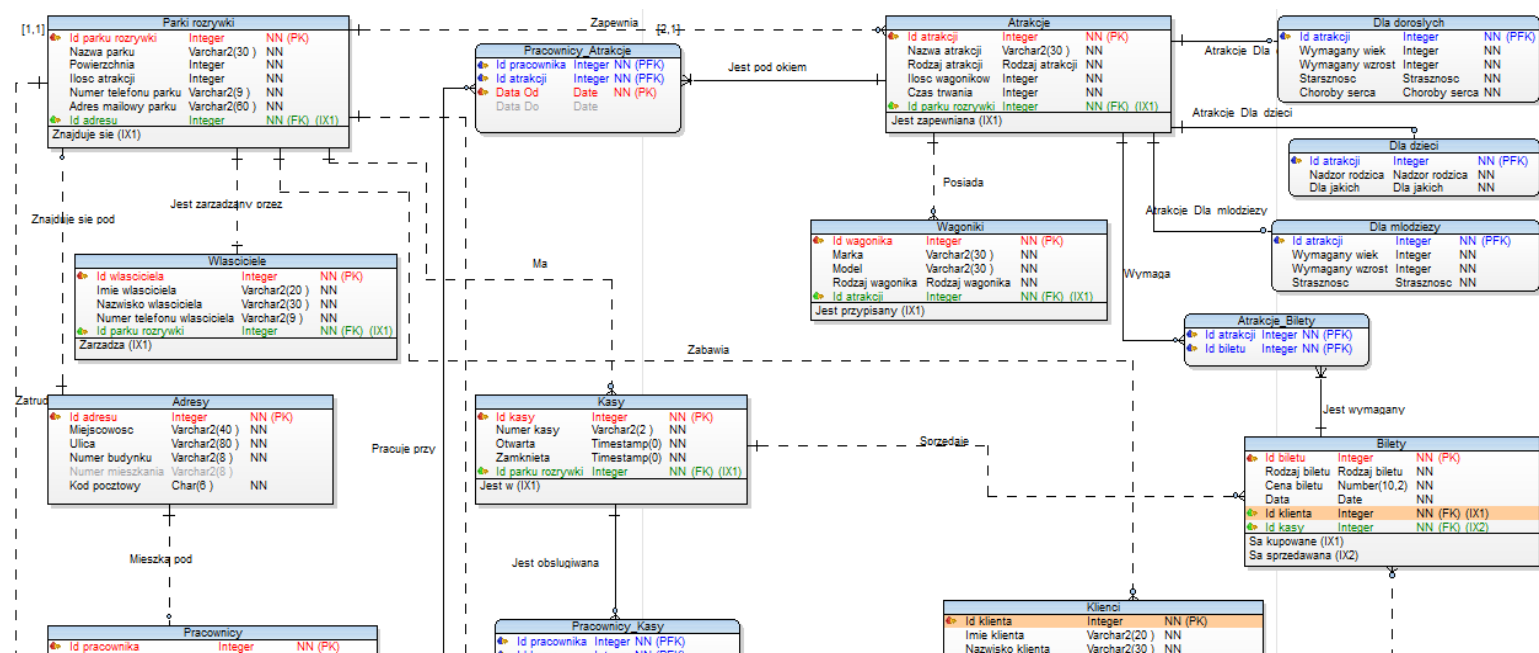 [1,1]
Parki rozrywki
Id parku rozrywki Integer NN (PK)
Nazwa parku Varchar2(30 ) NN
Powierzchnia Integer NN
Ilosc atrakcji Integer NN
Numer telefonu parku Varchar2(9 ) NN
Adres mailowy parku Varchar2(60 ) NN
Id adresu Integer NN (FK) (IX1)
Znajduje sie (IX1)
Zapewnia
[2,1]
Pracownicy_Atrakcje
Id pracownika Integer NN (PFK)
Id atrakcji Integer NN (PFK)
Data Od Date NN (PK)
Data Do Date
Jest pod okiem
Atrakcje
Id atrakcji Integer NN (PK)
Nazwa atrakcji Varchar2(30 ) NN
Rodzaj atrakcji Rodzaj atrakcji NN
Ilosc wagonikow Integer NN
Czas trwania Integer NN
Id parku rozrywki Integer NN (FK) (IX1)
Jest zapewniana (IX1)
Atrakcje Dla
Dla doroslych
Id atrakcji Integer NN (PFK)
Wymagany wiek Integer NN
Wymagany wzrost Integer NN
Starsznosc Strasznosc NN
Choroby serca Choroby serca NN
Atrakcje Dla dzieci
Dla dzieci
Id atrakcji Integer NN (PFK)
Nadzor rodzica Nadzor rodzica NN
Dla jakich Dla jakich NN
Posiada
Atrakcje Dla mlodziezy
Dla mlodziezy
Id atrakcji Integer NN (PFK)
Wymagany wiek Integer NN
Wymagany wzrost Integer NN
Strasznosc Strasznosc NN
Znajduje sie pod
Jest zarzadzany przez
Wlasciciele
Id wlasciciela Integer NN (PK)
Imie wlasciciela Varchar2(20 ) NN
Nazwisko wlasciciela Varchar2(30 ) NN
Numer telefonu wlasciciela Varchar2(9 ) NN
Id parku rozrywki Integer NN (FK) (IX1)
Zarzadza (IX1)
Ma
Wagoniki
Id wagonika Integer NN (PK)
Marka Varchar2(30 ) NN
Model Varchar2(30 ) NN
Rodzaj wagonika Rodzaj wagonika NN
Id atrakcji Integer NN (FK) (IX1)
Jest przypisany (IX1)
Wymaga
Atrakcje_Bilety
Id atrakcji Integer NN (PFK)
Id biletu Integer NN (PFK)
Zabawia
Zatrud
Adresy
Id adresu Integer NN (PK)
Miejscowosc Varchar2(40 ) NN
Ulica Varchar2(80 ) NN
Numer budynku Varchar2(8 ) NN
Numer mieszkania Varchar2(8 )
Kod pocztowy Char(6 ) NN
Pracuje przy
Kasy
Id kasy Integer NN (PK)
Numer kasy Varchar2(2 ) NN
Otwarta Timestamp(0) NN
Zamknieta Timestamp(0) NN
Id parku rozrywki Integer NN (FK) (IX1)
Jest w (IX1)
Sprzedaje
Jest wymagany
Bilety
Id biletu Integer NN (PK)
Rodzaj biletu Rodzaj biletu NN
Cena biletu Number(10,2) NN
Data Date NN
Id klienta Integer NN (FK) (IX1)
Id kasy Integer NN (FK) (IX2)
Sa kupowane (IX1)
Sa sprzedawana (IX2)
Mieszka pod
Jest obslugiwana
Pracownicy
Id pracownika Integer NN (PK)
Pracownicy_Kasy
Id pracownika Integer NN (PFK)
Klienci
Id klienta Integer NN (PK)
Imie klienta Varchar2(20 ) NN
Nazwisko klienta Varchar2(30 ) NN